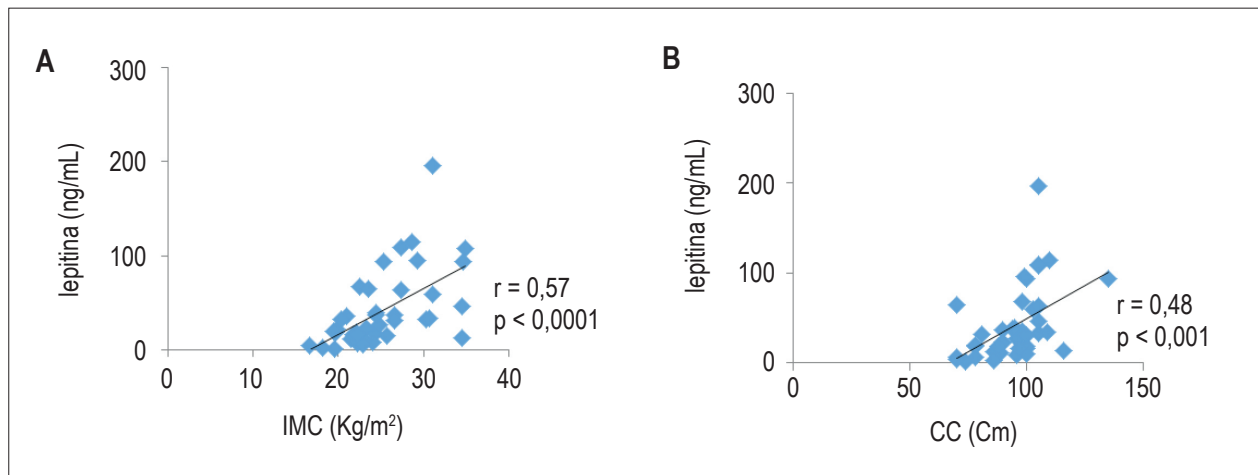 A
300
200
100
0
lepitina (ng/mL)
0
10
20
30
40
IMC (Kg/m²)
r = 0,57
p < 0,0001
B
300
200
100
0
lepitina (ng/mL)
0
50
100
150
CC (Cm)
r = 0,48
p < 0,001